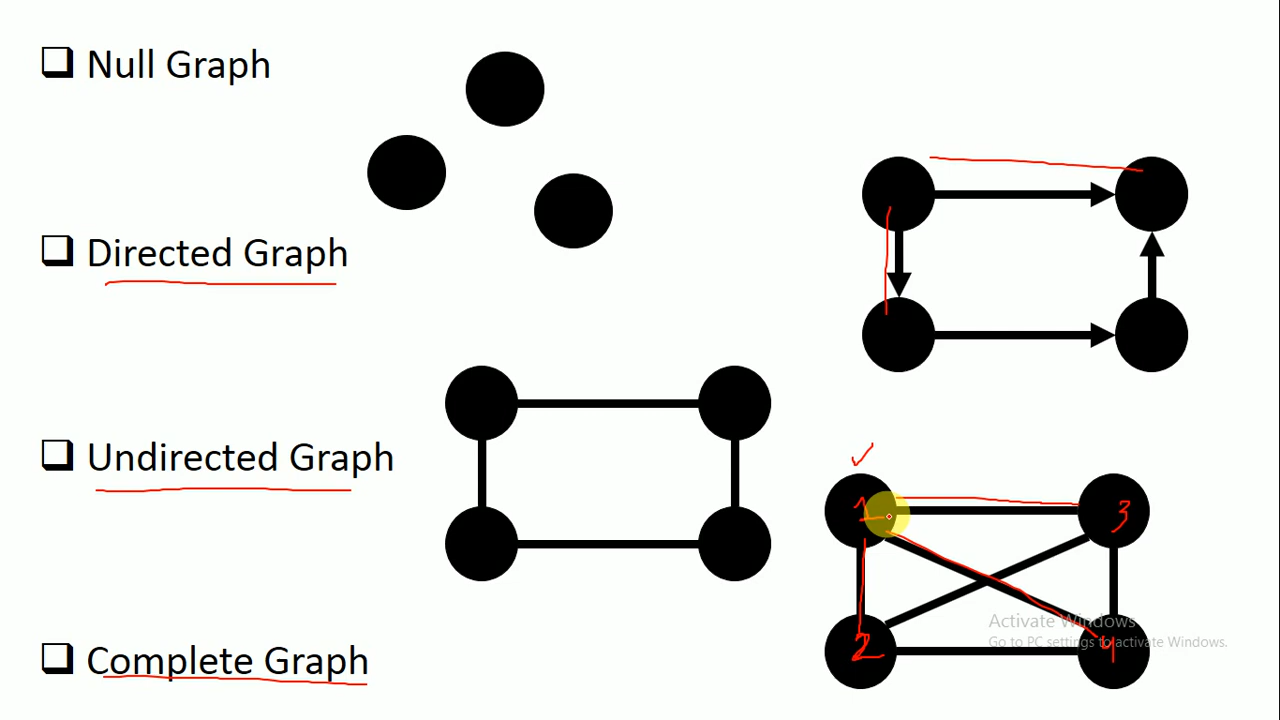 Null Graph
Directed Graph
Undirected Graph
1
3
Activate Windows
Go to PC settings to activate Windows.
2
4
Complete Graph